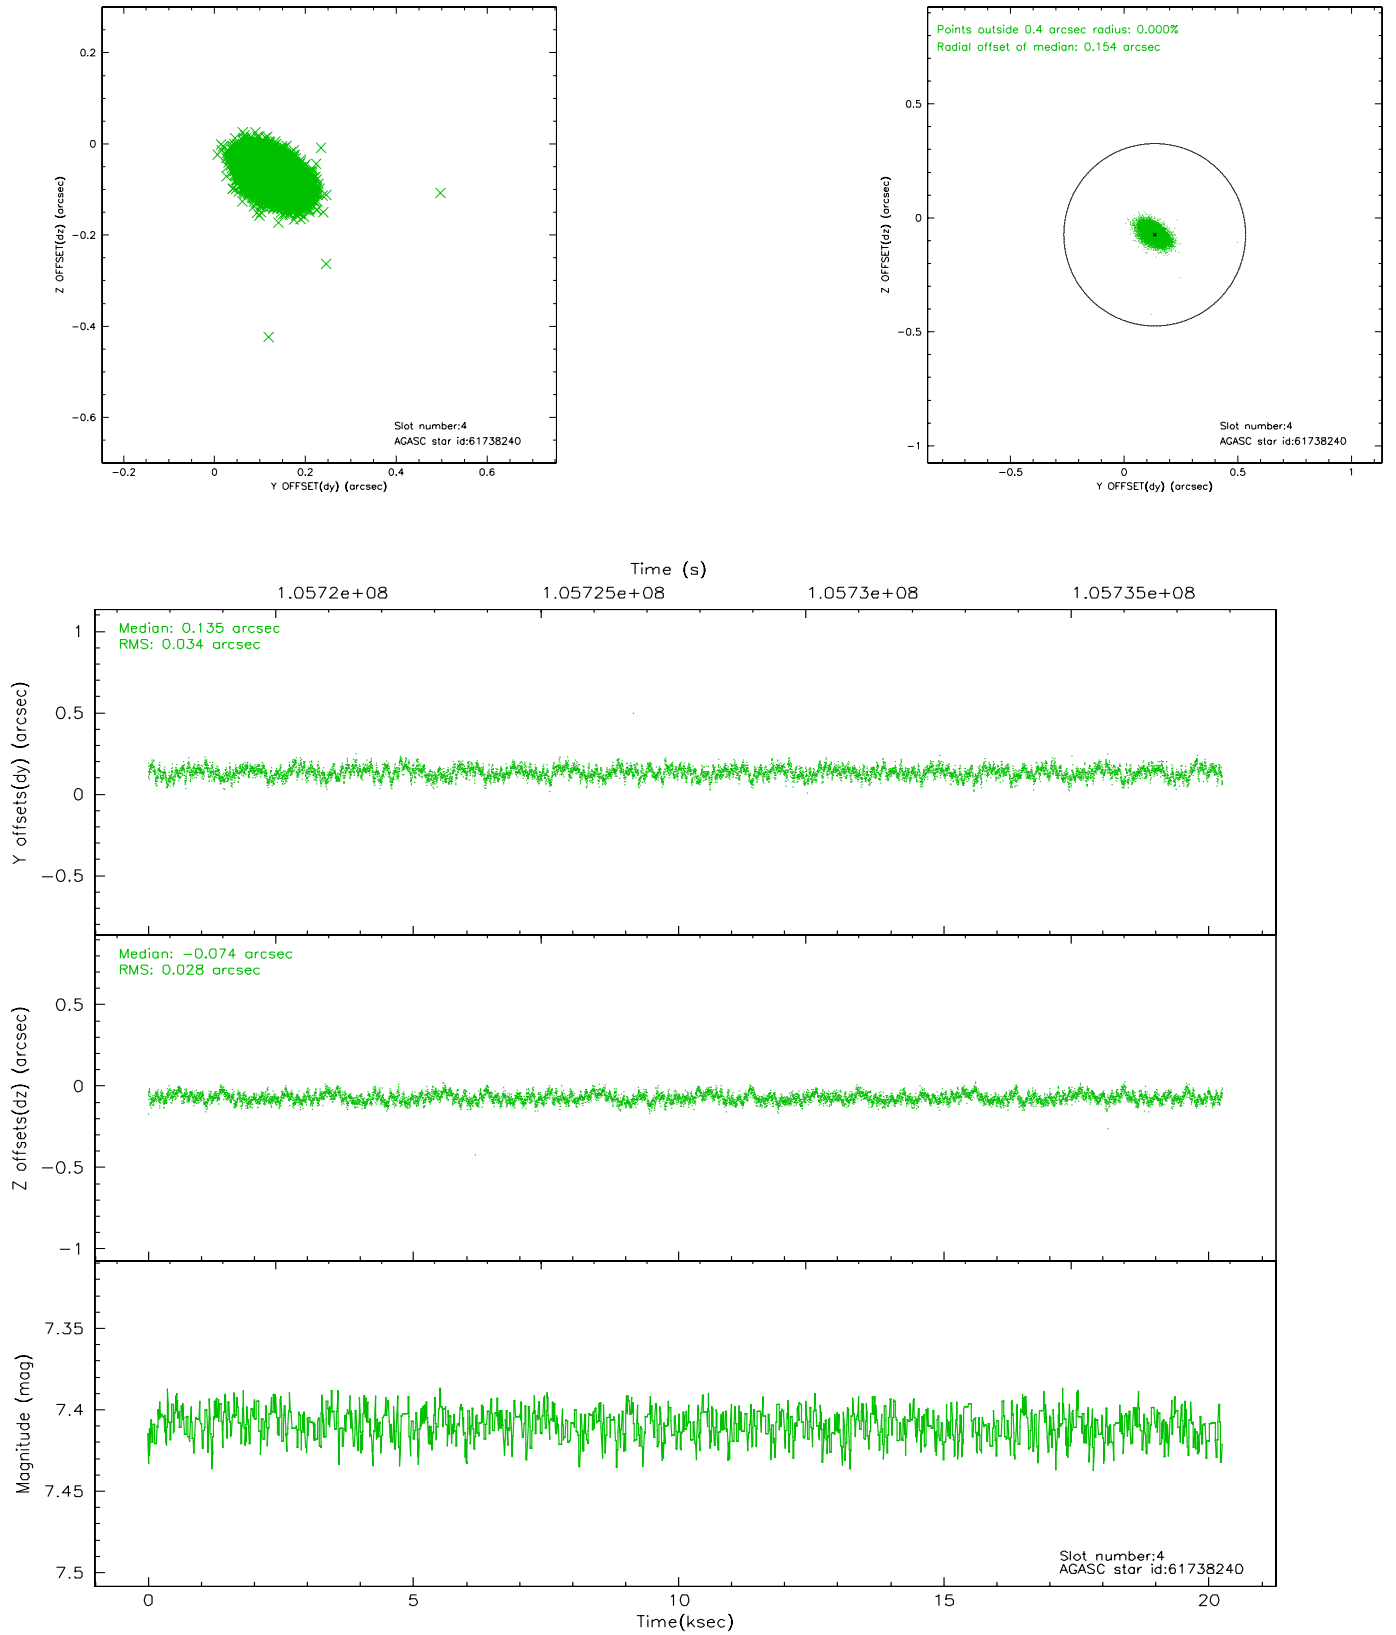 0.2
0
−0.2
−0.4
−0.6
Z OFFSET(dz) (arcsec)
Slot number:4
AGASC star id:61738240
−0.2 0 0.2 0.4 0.6
Y OFFSET(dy) (arcsec)
Points outside 0.4 arcsec radius: 0.000%
Radial offset of median: 0.154 arcsec
0.5
0
−0.5
−1
Z OFFSET(dz) (arcsec)
Slot number:4
AGASC star id:61738240
−0.5 0 0.5 1
Y OFFSET(dy) (arcsec)
Time (s)
1.0572e+08 1.05725e+08 1.0573e+08 1.05735e+08
Median: 0.135 arcsec
RMS: 0.034 arcsec
1
0.5
0
−0.5
Y offsets(dy) (arcsec)
Median: −0.074 arcsec
RMS: 0.028 arcsec
0.5
0
−0.5
−1
Z offsets(dz) (arcsec)
7.35
7.4
7.45
7.5
Magnitude (mag)
Slot number:4
AGASC star id:61738240
0 5 10 15 20
Time(ksec)